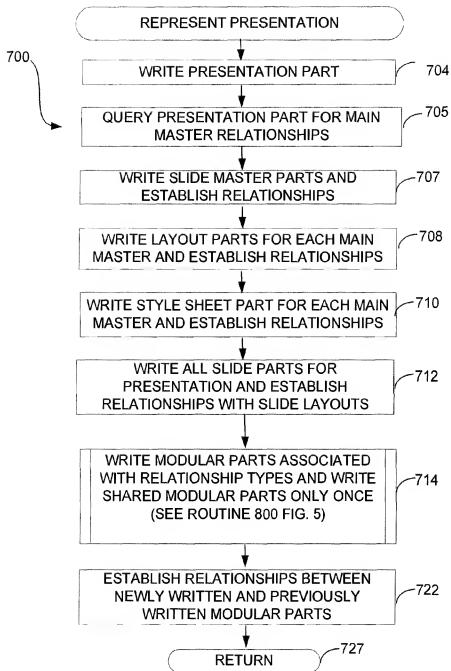 REPRESENT PRESENTATION
700
WRITE PRESENTATION PART
704
QUERY PRESENTATION PART FOR MAIN
MASTER RELATIONSHIPS
705
WRITE SLIDE MASTER PARTS AND
ESTABLISH RELATIONSHIPS
707
WRITE LAYOUT PARTS FOR EACH MAIN
MASTER AND ESTABLISH RELATIONSHIPS
708
WRITE STYLE SHEET PART FOR EACH MAIN
MASTER AND ESTABLISH RELATIONSHIPS
710
WRITE ALL SLIDE PARTS FOR
PRESENTATION AND ESTABLISH
RELATIONSHIPS WITH SLIDE LAYOUTS
712
WRITE MODULAR PARTS ASSOCIATED
WITH RELATIONSHIP TYPES AND WRITE
SHARED MODULAR PARTS ONLY ONCE
(SEE ROUTINE 800 FIG. 5)
714
ESTABLISH RELATIONSHIPS BETWEEN
NEWLY WRITTEN AND PREVIOUSLY
WRITTEN MODULAR PARTS
722
RETURN
727